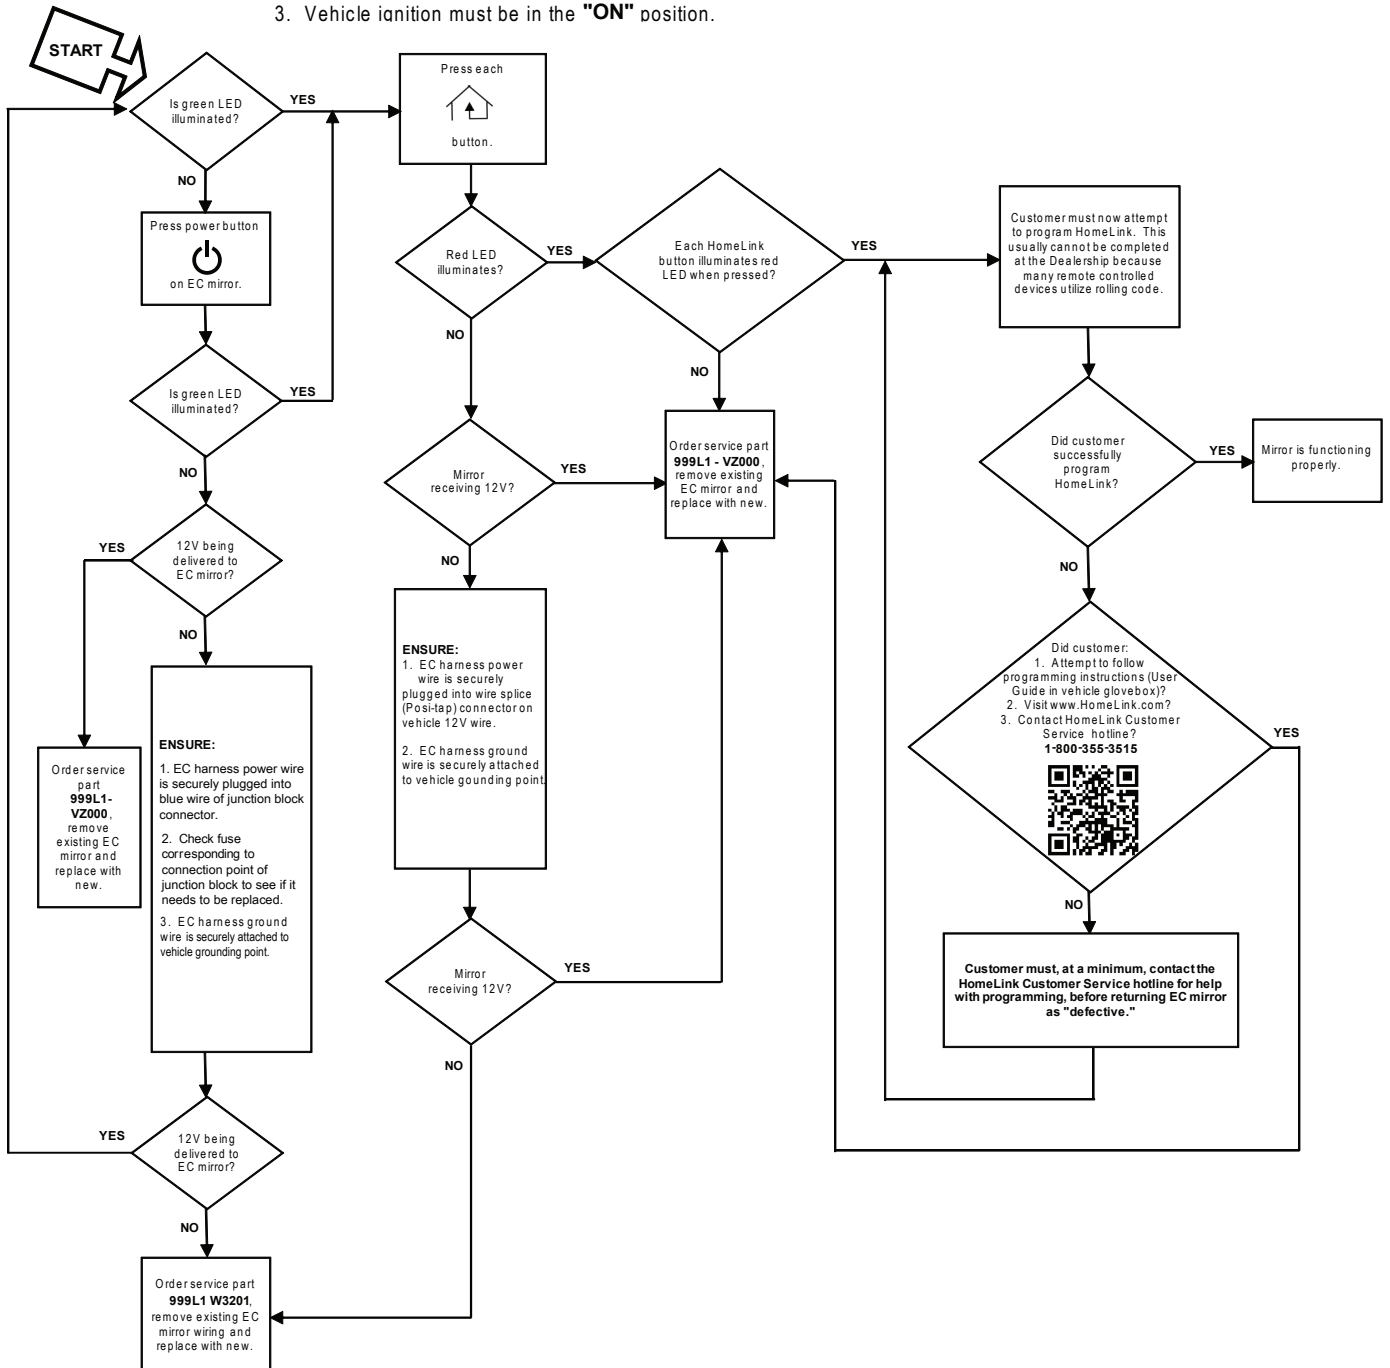 3. Vehicle ignition must be in the "ON" position.
START
Is green LED
illuminated?
YES
NO
Press power button
on EC mirror.
Is green LED
illuminated?
YES
NO
12V being
delivered to
EC mirror?
YES
NO
Order service
part
999L1-
VZ000,
remove
existing EC
mirror and
replace with
new.
ENSURE:
1. EC harness power wire
is securely plugged into
blue wire of junction block
connector.
2. Check fuse
corresponding to
connection point of
junction block to see if it
needs to be replaced.
3. EC harness ground
wire is securely attached to
vehicle grounding point.
12V being
delivered to
EC mirror?
YES
NO
Order service part
999L1 W3201,
remove existing EC
mirror wiring and
replace with new.
Press each
button.
Red LED
illuminates?
YES
NO
Mirror
receiving 12V?
YES
NO
ENSURE:
1. EC harness power
wire is securely
plugged into wire splice
(Posi-tap) connector on
vehicle 12V wire.
2. EC harness ground
wire is securely attached
to vehicle gounding point.
Mirror
receiving 12V?
YES
NO
Each HomeLink
button illuminates red
LED when pressed?
YES
NO
Order service part
999L1 - VZ000,
remove existing
EC mirror and
replace with new.
Customer must now attempt
to program HomeLink. This
usually cannot be completed
at the Dealership because
many remote controlled
devices utilize rolling code.
Did customer
successfully
program
HomeLink?
YES
NO
Mirror is functioning
properly.
Did customer:
1. Attempt to follow
programming instructions (User
Guide in vehicle glovebox)?
2. Visit www.HomeLink.com?
3. Contact HomeLink Customer
Service hotline?
1-800-355-3515
YES
NO
Customer must, at a minimum, contact the
HomeLink Customer Service hotline for help
with programming, before returning EC mirror
as "defective."